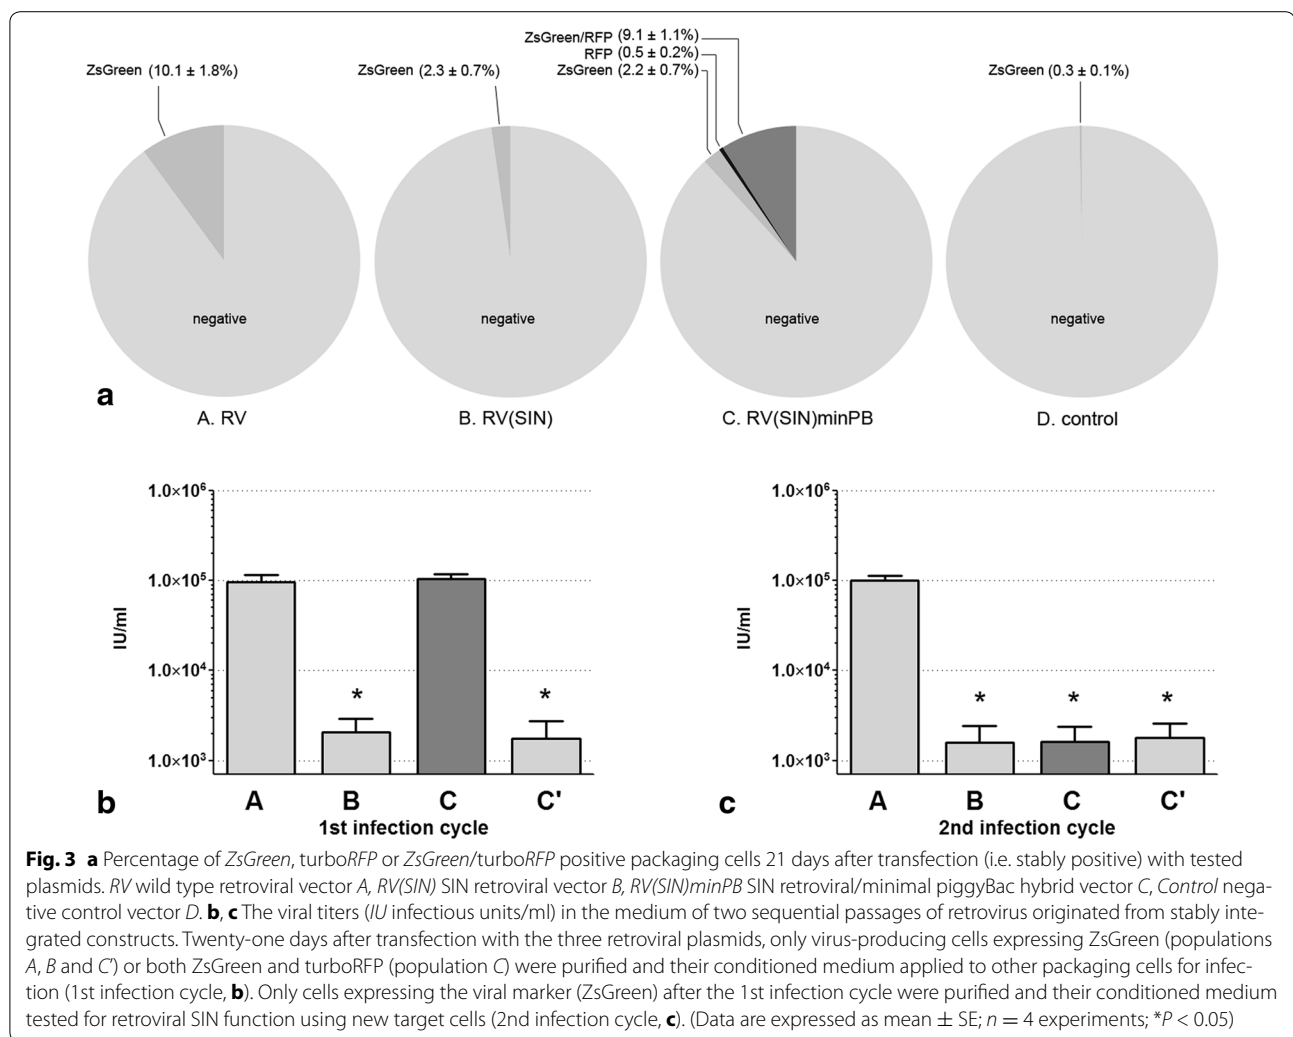 ZsGreen (10.1 ± 1.8%)
ZsGreen (2.3 ± 0.7%)
ZsGreen/RFP (9.1 ± 1.1%)
RFP (0.5 ± 0.2%)
ZsGreen (2.2 ± 0.7%)
ZsGreen (0.3 ± 0.1%)
negative
negative
negative
negative
a
A. RV
B. RV(SIN)
C. RV(SIN)minPB
D. control
1.0×10⁶
1.0×10⁵
1.0×10⁴
1.0×10³
IU/ml
*
*
A
B
C
C'
1st infection cycle
b
1.0×10⁶
1.0×10⁵
1.0×10⁴
1.0×10³
IU/ml
*
*
*
A
B
C
C'
2nd infection cycle
c
Fig. 3 a Percentage of ZsGreen, turboRFP or ZsGreen/turboRFP positive packaging cells 21 days after transfection (i.e. stably positive) with tested
plasmids. RV wild type retroviral vector A, RV(SIN) SIN retroviral vector B, RV(SIN)minPB SIN retroviral/minimal piggyBac hybrid vector C, Control nega-
tive control vector D. b, c The viral titers (IU infectious units/ml) in the medium of two sequential passages of retrovirus originated from stably inte-
grated constructs. Twenty-one days after transfection with the three retroviral plasmids, only virus-producing cells expressing ZsGreen (populations
A, B and C') or both ZsGreen and turboRFP (population C) were purified and their conditioned medium applied to other packaging cells for infec-
tion (1st infection cycle, b). Only cells expressing the viral marker (ZsGreen) after the 1st infection cycle were purified and their conditioned medium
tested for retroviral SIN function using new target cells (2nd infection cycle, c). (Data are expressed as mean ± SE; n = 4 experiments; *P < 0.05)